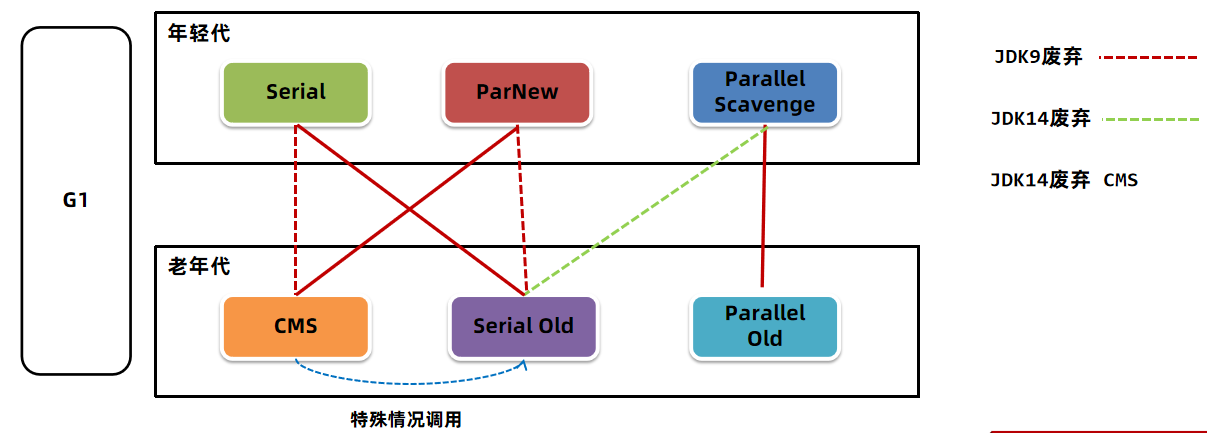 年轻代
Serial
ParNew
Parallel
Scavenge
G1
老年代
CMS
Serial Old
Parallel
Old
特殊情况调用
JDK9废弃
JDK14废弃
JDK14废弃 CMS